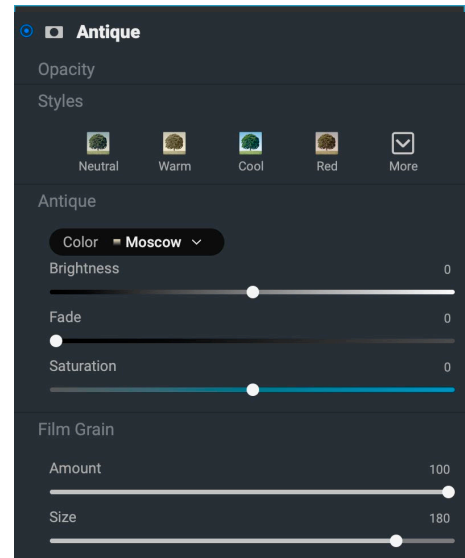 Antique
Opacity
Styles
Neutral Warm Cool Red More
Antique
Color Moscow
Brightness 0
Fade 0
Saturation 0
Film Grain
Amount 100
Size 180